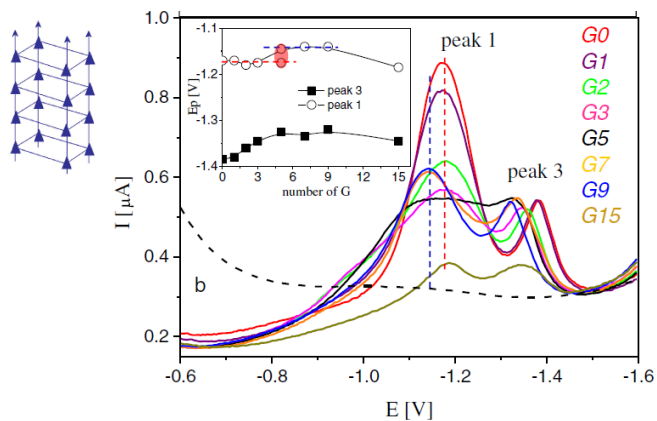 1.0
0.8
0.6
0.4
0.2
I [µA]
-0.6
-0.8
-1.0
-1.2
-1.4
-1.6
E [V]
b
peak 1
peak 3
G0
G1
G2
G3
G5
G7
G9
G15
-1.1
-1.2
-1.3
-1.4
Ep [V]
peak 3
peak 1
0
3
6
9
12
15
number of G